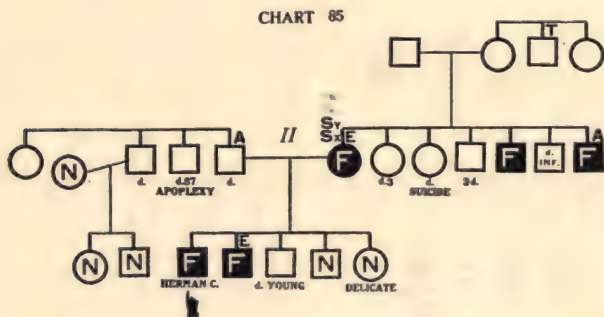 CHART 85
T
Sy
A II Sx E A
N F F d. INF. F
d. d.87 d. d.3 d. 3d.
APOPLEXY SUICIDE
E
N N F F N N
HERMAN C. d. YOUNG DELICATE